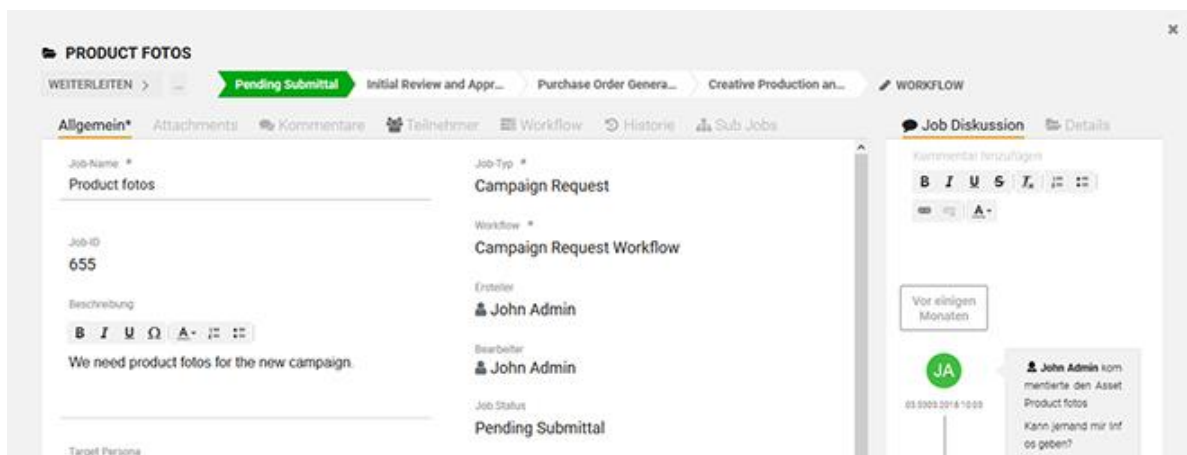 PRODUCT FOTOS
WEITERLEITEN > ...
Pending Submittal
Initial Review and Appr...
Purchase Order Genera...
Creative Production an...
WORKFLOW
Allgemein*
Attachments
Kommentare
Teilnehmer
Workflow
Historie
Sub Jobs
Job-Name *
Product fotos
Job-ID
655
Beschreibung
B I U Ω A
We need product fotos for the new campaign.
Target Persona
Job-Typ *
Campaign Request
Workflow *
Campaign Request Workflow
Ersteller
John Admin
Bearbeiter
John Admin
Job Status
Pending Submittal
Job Diskussion
Details
Kommentar hinzufügen
B I U S Tx
A
Vor einigen
Monaten
JA
John Admin kom
mentierte den Asset
Product fotos
Kann jemand mir Inf
os geben?